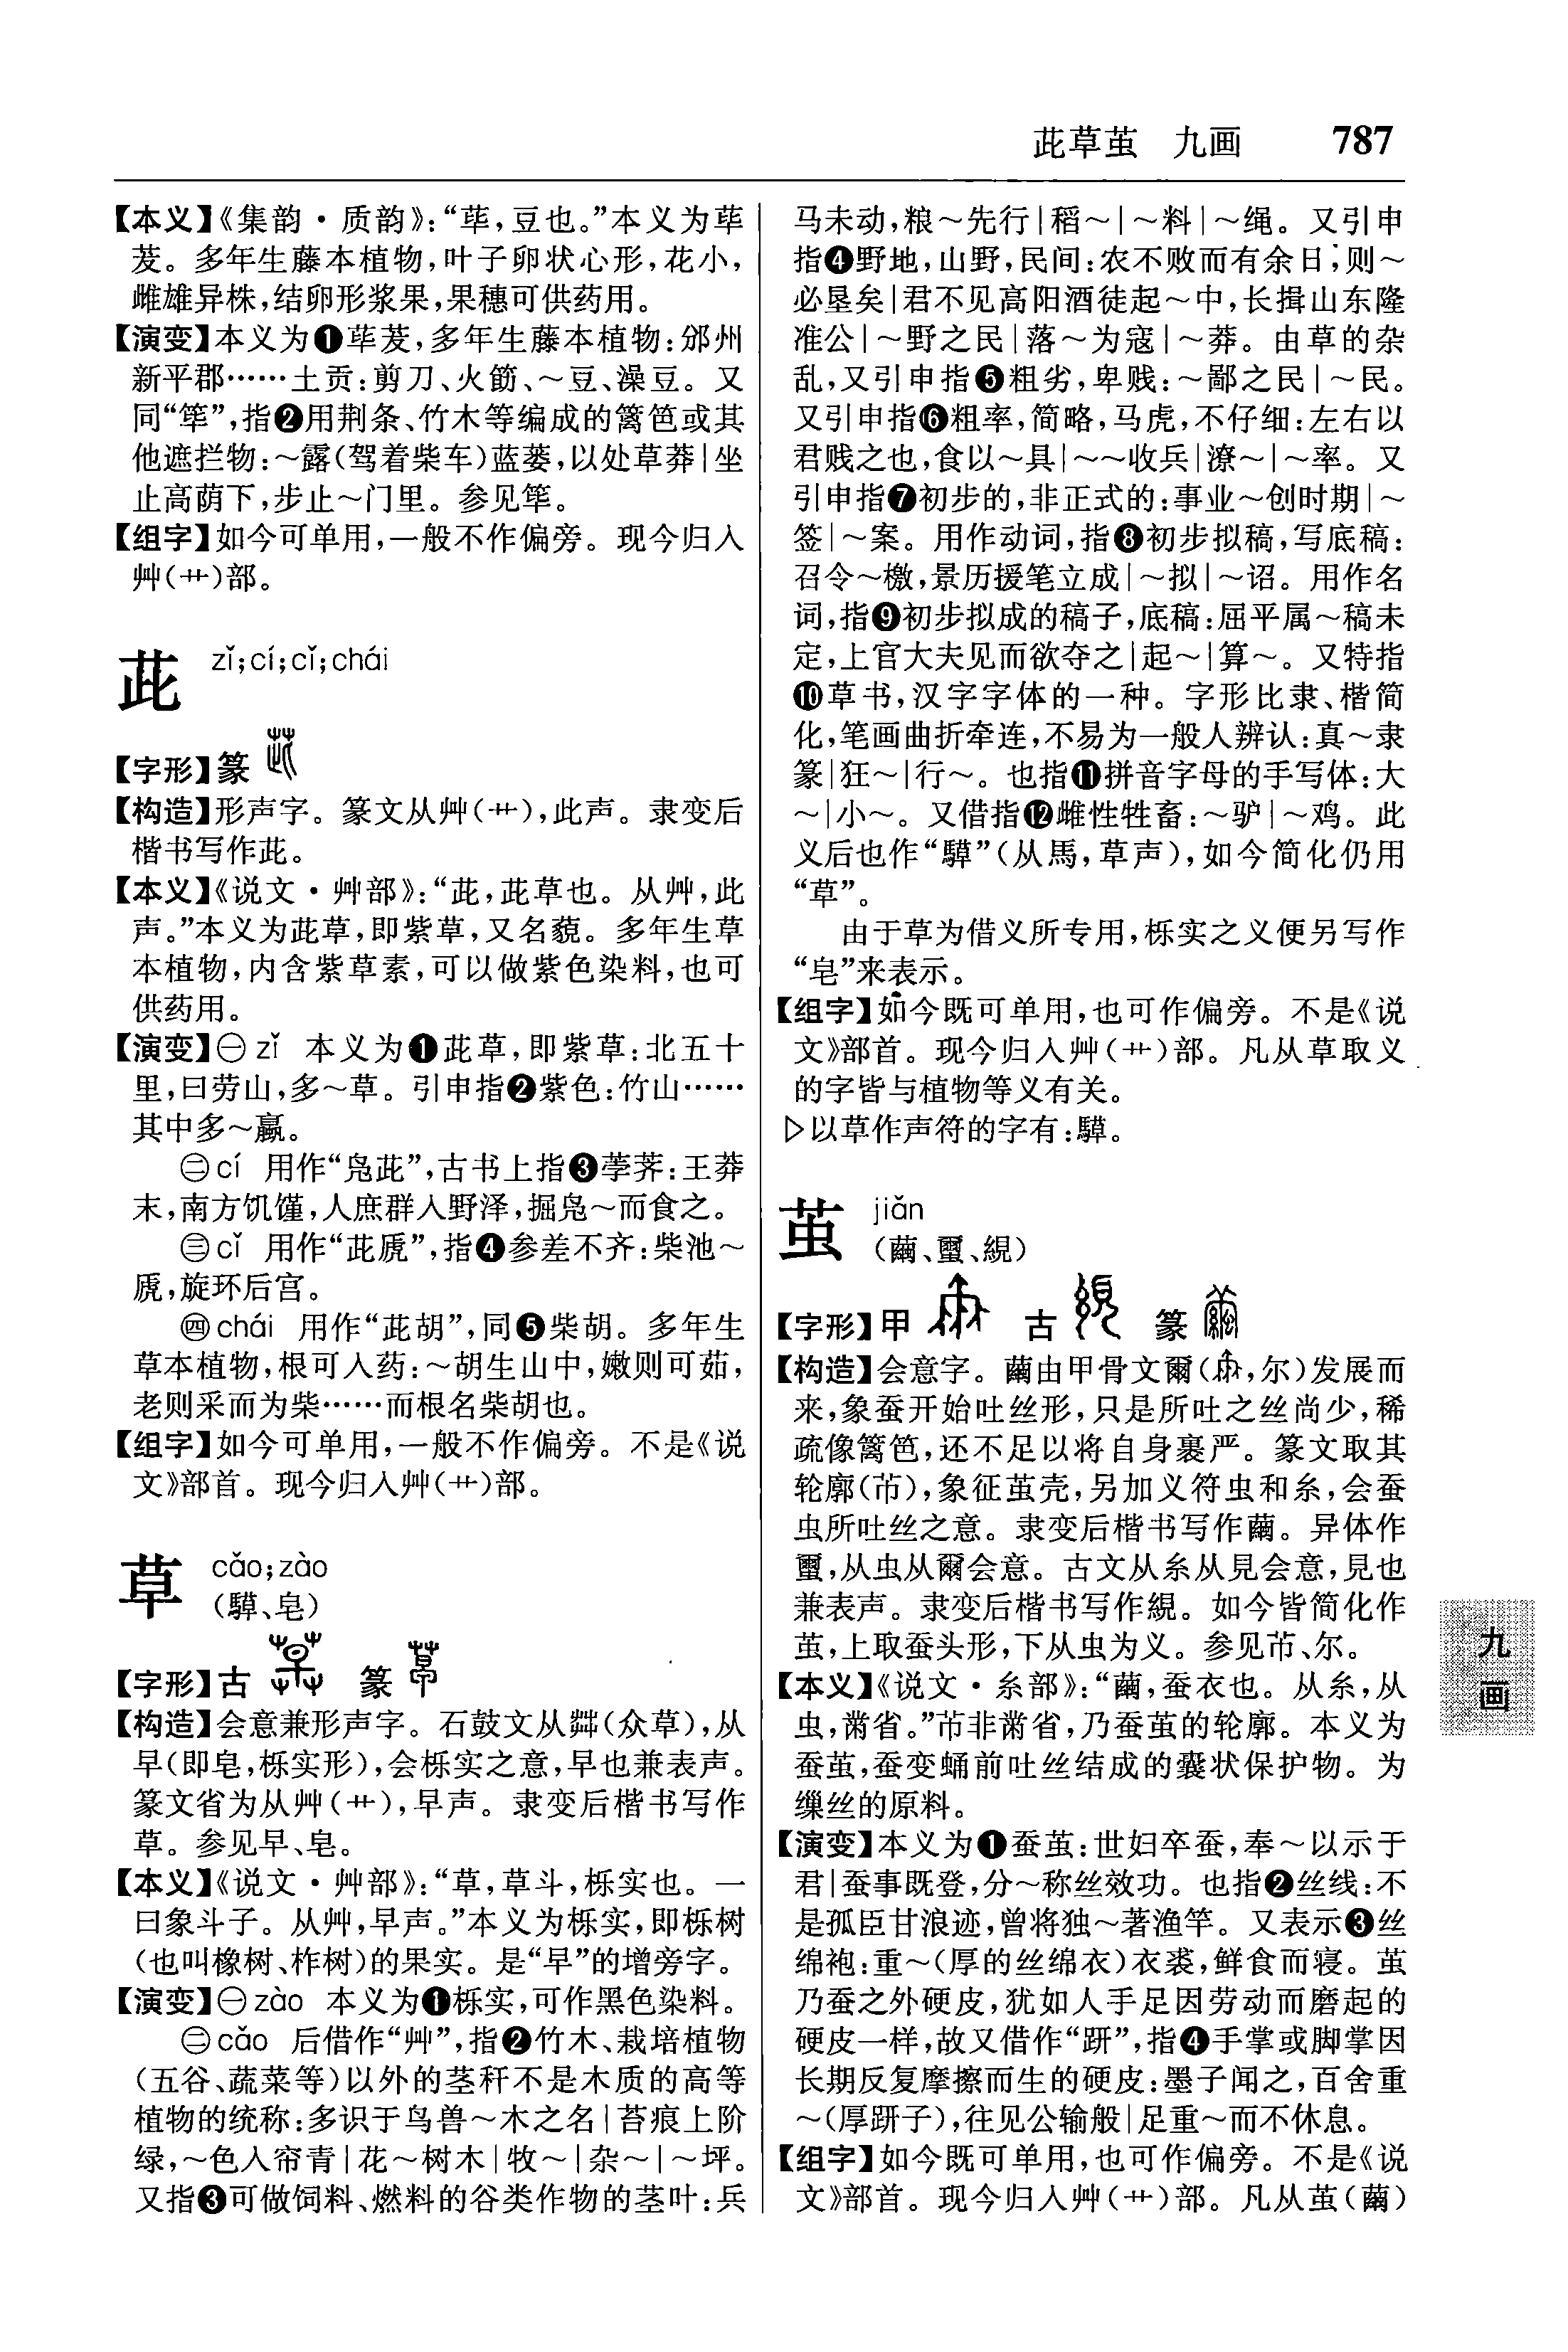 茈草茧 九画 787
【本义】《集韵·质韵》：“荜，豆也。”本义为荜
茇。多年生藤本植物，叶子卵状心形，花小，
雌雄异株，结卵形浆果，果穗可供药用。
【演变】本义为❶荜茇，多年生藤本植物：邠州
新平郡……土贡：剪刀、火筯、～豆、澡豆。又
同“筚”，指❷用荆条、竹木等编成的篱笆或其
他遮拦物：～露（驾着柴车）蓝蒌，以处草莽|坐
止高荫下，步止～门里。参见筚。
【组字】如今可单用，一般不作偏旁。现今归入
艸（艹）部。
茈 zǐ；cí；cǐ；chái
【字形】篆
【构造】形声字。篆文从艸（艹），此声。隶变后
楷书写作茈。
【本义】《说文·艸部》：“茈，茈草也。从艸，此
声。”本义为茈草，即紫草，又名藐。多年生草
本植物，内含紫草素，可以做紫色染料，也可
供药用。
【演变】㊀zǐ 本义为❶茈草，即紫草：北五十
里，曰劳山，多～草。引申指❷紫色：竹山……
其中多～蠃。
㊁cí 用作“凫茈”，古书上指❸荸荠：王莽
末，南方饥馑，人庶群入野泽，掘凫～而食之。
㊂cǐ 用作“茈虒”，指❹参差不齐：柴池～
虒，旋环后宫。
㊃chái 用作“茈胡”，同❺柴胡。多年生
草本植物，根可入药：～胡生山中，嫩则可茹，
老则采而为柴……而根名柴胡也。
【组字】如今可单用，一般不作偏旁。不是《说
文》部首。现今归入艸（艹）部。
草 cǎo；zào
（騲、皂）
【字形】古 篆
【构造】会意兼形声字。石鼓文从茻（众草），从
早（即皂，栎实形），会栎实之意，早也兼表声。
篆文省为从艸（艹），早声。隶变后楷书写作
草。参见早、皂。
【本义】《说文·艸部》：“草，草斗，栎实也。一
曰象斗子。从艸，早声。”本义为栎实，即栎树
（也叫橡树、柞树）的果实。是“早”的增旁字。
【演变】㊀zào 本义为❶栎实，可作黑色染料。
㊁cǎo 后借作“艸”，指❷竹木、栽培植物
（五谷、蔬菜等）以外的茎秆不是木质的高等
植物的统称：多识于鸟兽～木之名|苔痕上阶
绿，～色入帘青|花～树木|牧～|杂～|～坪。
又指❸可做饲料、燃料的谷类作物的茎叶：兵
马未动，粮～先行|稻～|～料|～绳。又引申
指❹野地，山野，民间：农不败而有余日；则～
必垦矣|君不见高阳酒徒起～中，长揖山东隆
准公|～野之民|落～为寇|～莽。由草的杂
乱，又引申指❺粗劣，卑贱：～鄙之民|～民。
又引申指❻粗率，简略，马虎，不仔细：左右以
君贱之也，食以～具|～～收兵|潦～|～率。又
引申指❼初步的，非正式的：事业～创时期|～
签|～案。用作动词，指❽初步拟稿，写底稿：
召令～檄，景历援笔立成|～拟|～诏。用作名
词，指❾初步拟成的稿子，底稿：屈平属～稿未
定，上官大夫见而欲夺之|起～|算～。又特指
❿草书，汉字字体的一种。字形比隶、楷简
化，笔画曲折牵连，不易为一般人辨认：真～隶
篆|狂～|行～。也指⓫拼音字母的手写体：大
～|小～。又借指⓬雌性牲畜：～驴|～鸡。此
义后也作“騲”（从馬，草声），如今简化仍用
“草”。
由于草为借义所专用，栎实之义便另写作
“皂”来表示。
【组字】如今既可单用，也可作偏旁。不是《说
文》部首。现今归入艸（艹）部。凡从草取义
的字皆与植物等义有关。
▷以草作声符的字有：騲。
茧 jiǎn
（繭、蠒、絸）
【字形】甲 古 篆
【构造】会意字。繭由甲骨文爾（，尔）发展而
来，象蚕开始吐丝形，只是所吐之丝尚少，稀
疏像篱笆，还不足以将自身裹严。篆文取其
轮廓（芇），象征茧壳，另加义符虫和糸，会蚕
虫所吐丝之意。隶变后楷书写作繭。异体作
蠒，从虫从爾会意。古文从糸从見会意，見也
兼表声。隶变后楷书写作絸。如今皆简化作
茧，上取蚕头形，下从虫为义。参见芇、尔。
【本义】《说文·糸部》：“繭，蚕衣也。从糸，从
虫，黹省。”芇非黹省，乃蚕茧的轮廓。本义为
蚕茧，蚕变蛹前吐丝结成的囊状保护物。为
缫丝的原料。
【演变】本义为❶蚕茧：世妇卒蚕，奉～以示于
君|蚕事既登，分～称丝效功。也指❷丝线：不
是孤臣甘浪迹，曾将独～著渔竿。又表示❸丝
绵袍：重～（厚的丝绵衣）衣裘，鲜食而寝。茧
乃蚕之外硬皮，犹如人手足因劳动而磨起的
硬皮一样，故又借作“趼”，指❹手掌或脚掌因
长期反复摩擦而生的硬皮：墨子闻之，百舍重
～（厚趼子），往见公输般|足重～而不休息。
【组字】如今既可单用，也可作偏旁。不是《说
文》部首。现今归入艸（艹）部。凡从茧（繭）
九
画